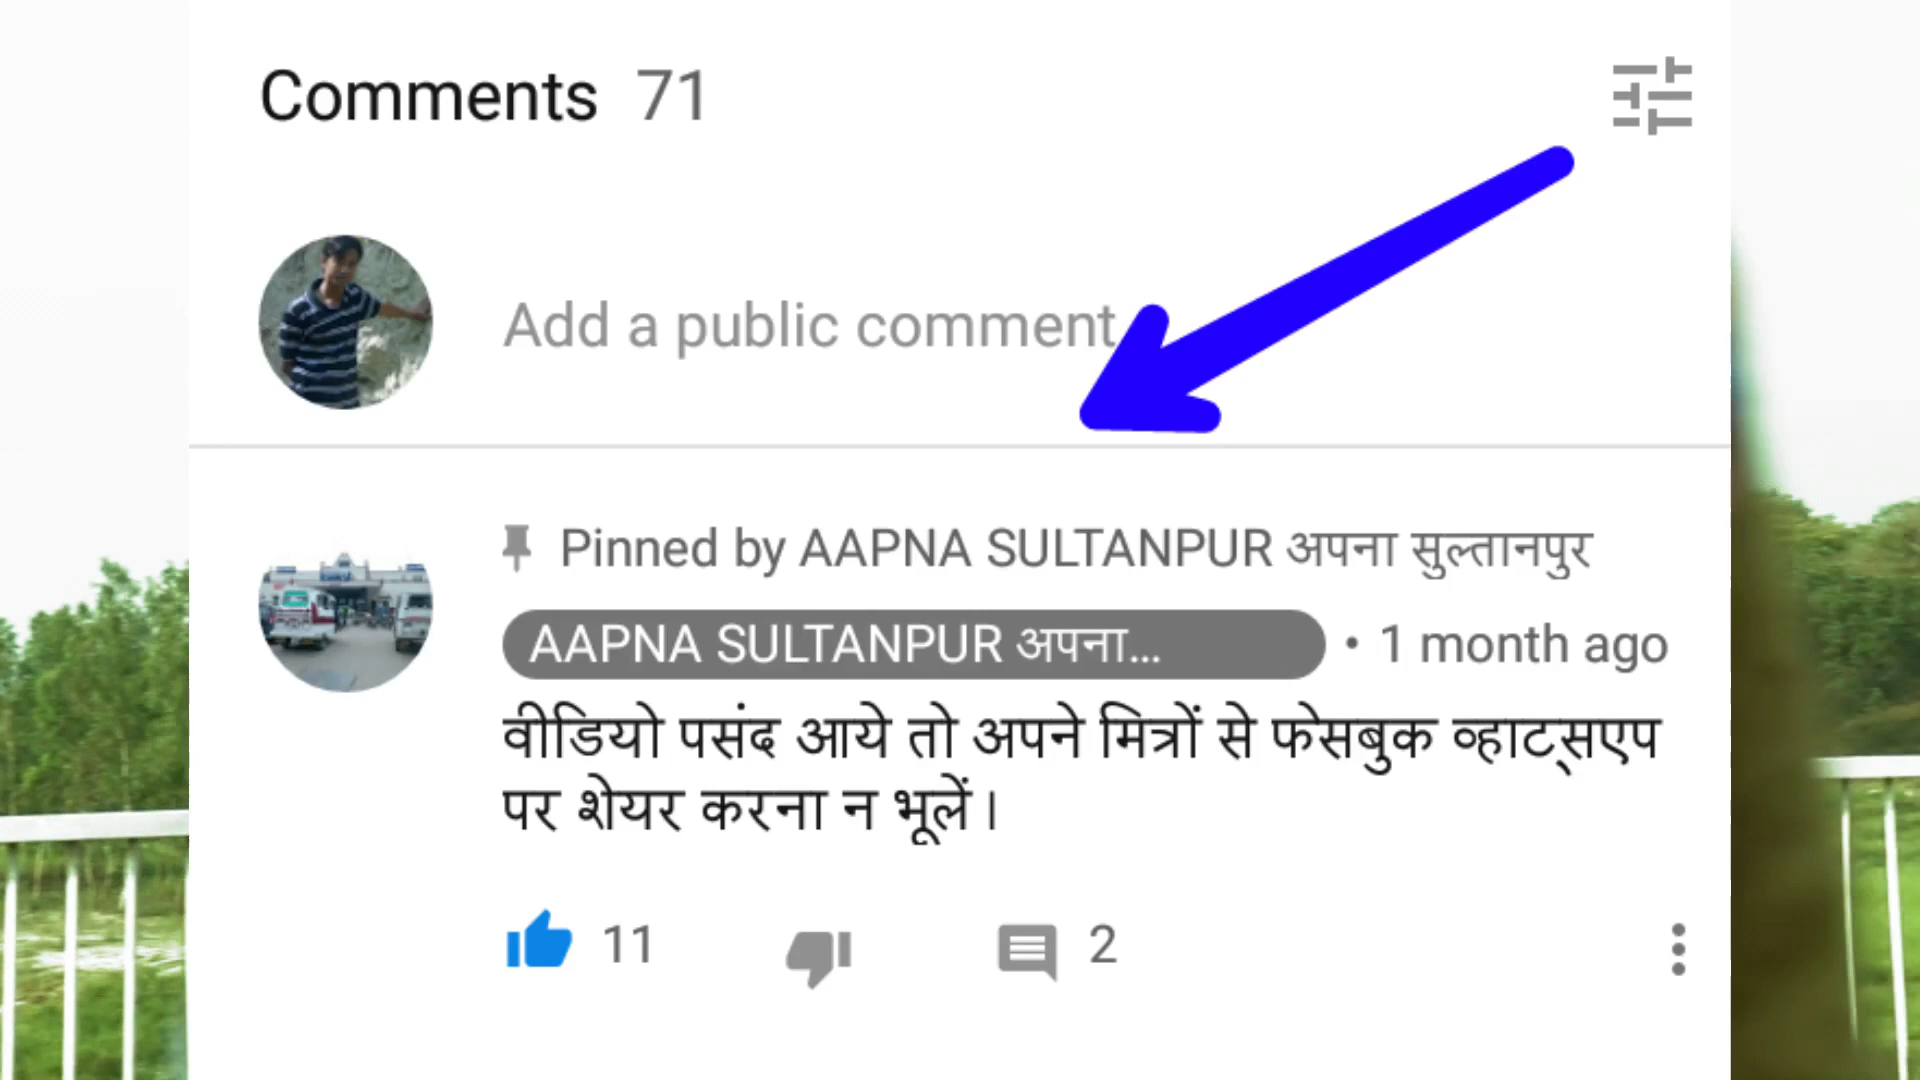 Comments 71
Add a public comment
Pinned by AAPNA SULTANPUR अपना सुल्तानपुर
AAPNA SULTANPUR अपना... • 1 month ago
वीडियो पसंद आये तो अपने मित्रों से फेसबुक व्हाट्सएप
पर शेयर करना न भूलें।
11 2